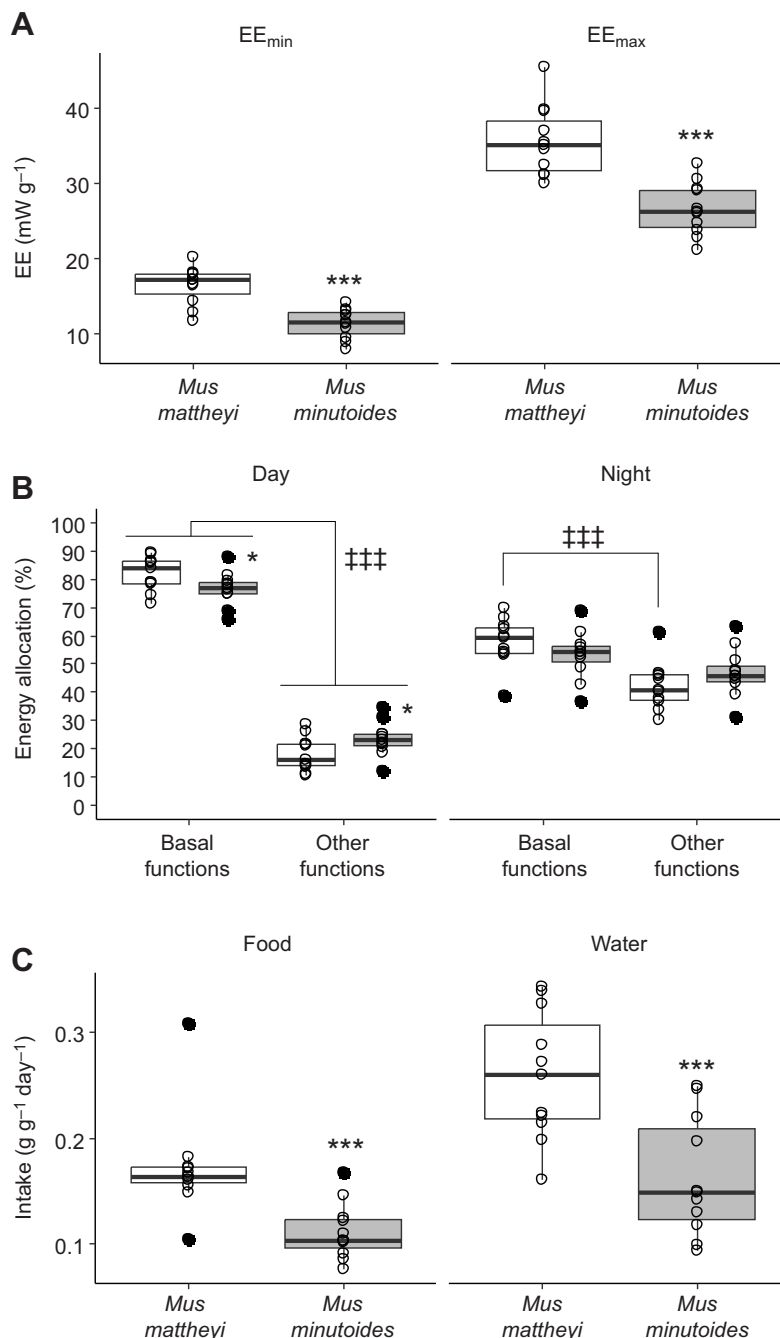 A
EE_min EE_max
EE (mW g⁻¹)
40
30
20
10
***
***
Mus mattheyi
Mus minutoides
Mus mattheyi
Mus minutoides
B
Day Night
Energy allocation (%)
100
90
80
70
60
50
40
30
20
10
0
*
‡‡‡
*
‡‡‡
Basal functions
Other functions
Basal functions
Other functions
C
Food Water
Intake (g g⁻¹ day⁻¹)
0.3
0.2
0.1
***
***
Mus mattheyi
Mus minutoides
Mus mattheyi
Mus minutoides